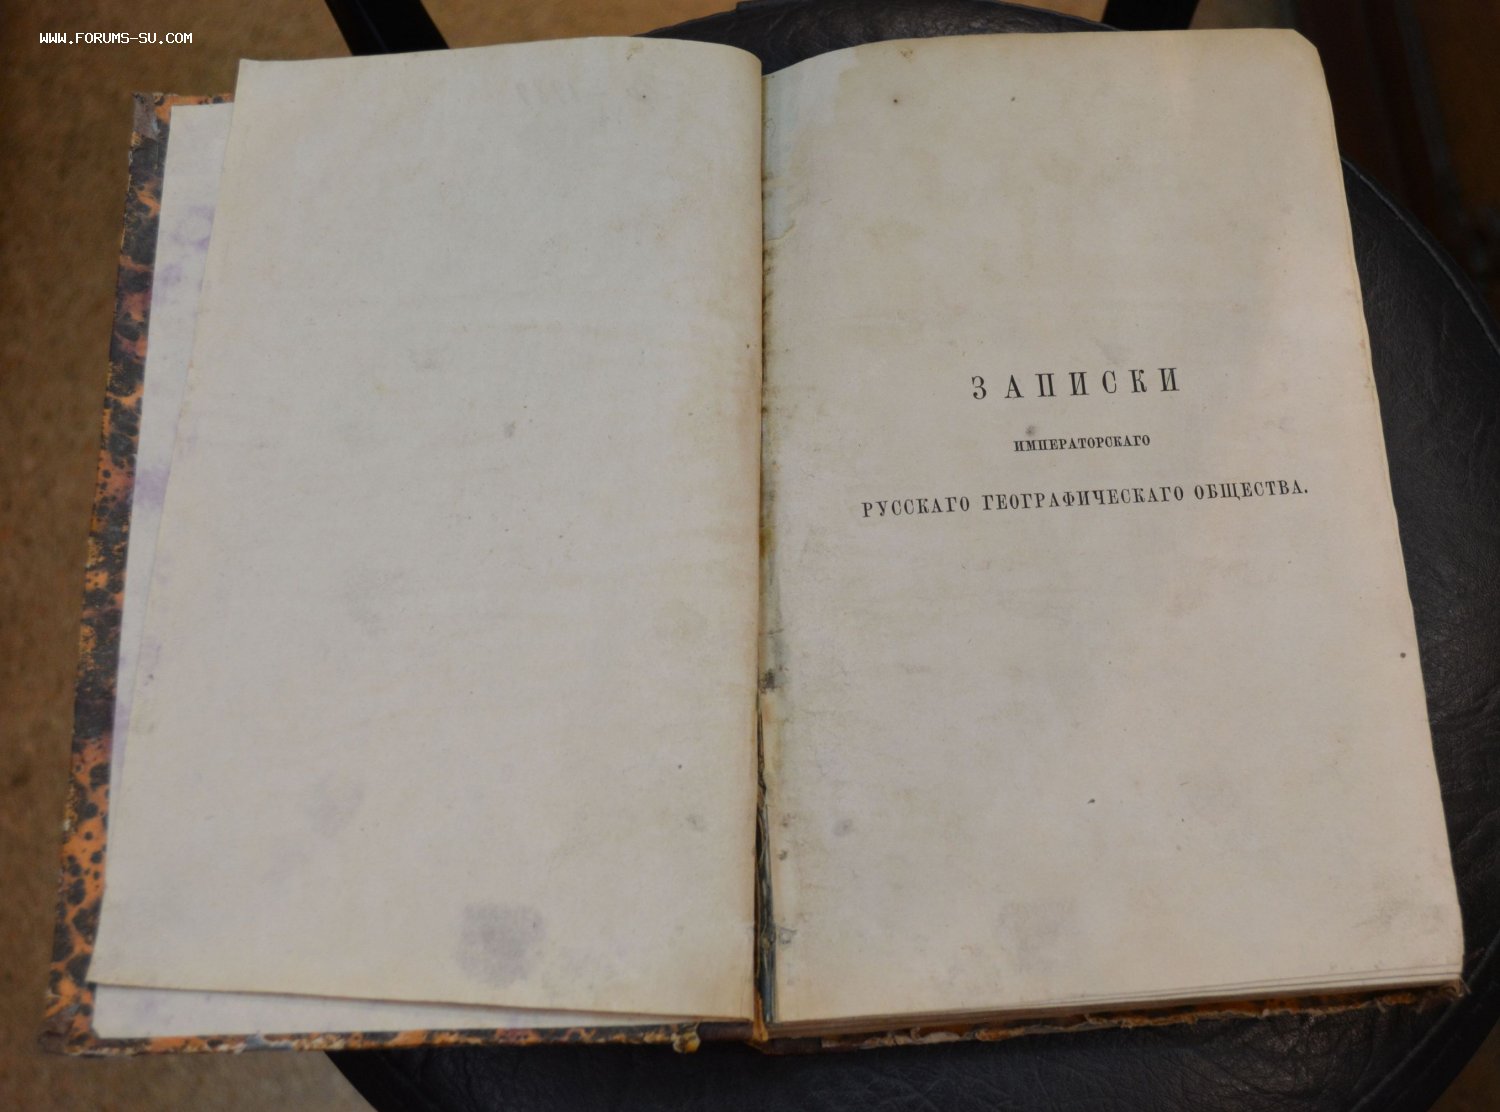 WWW.FORUMS-SU.COM
ЗАПИСКИ
ИМПЕРАТОРСКАГО
РУССКАГО ГЕОГРАФИЧЕСКАГО ОБЩЕСТВА.